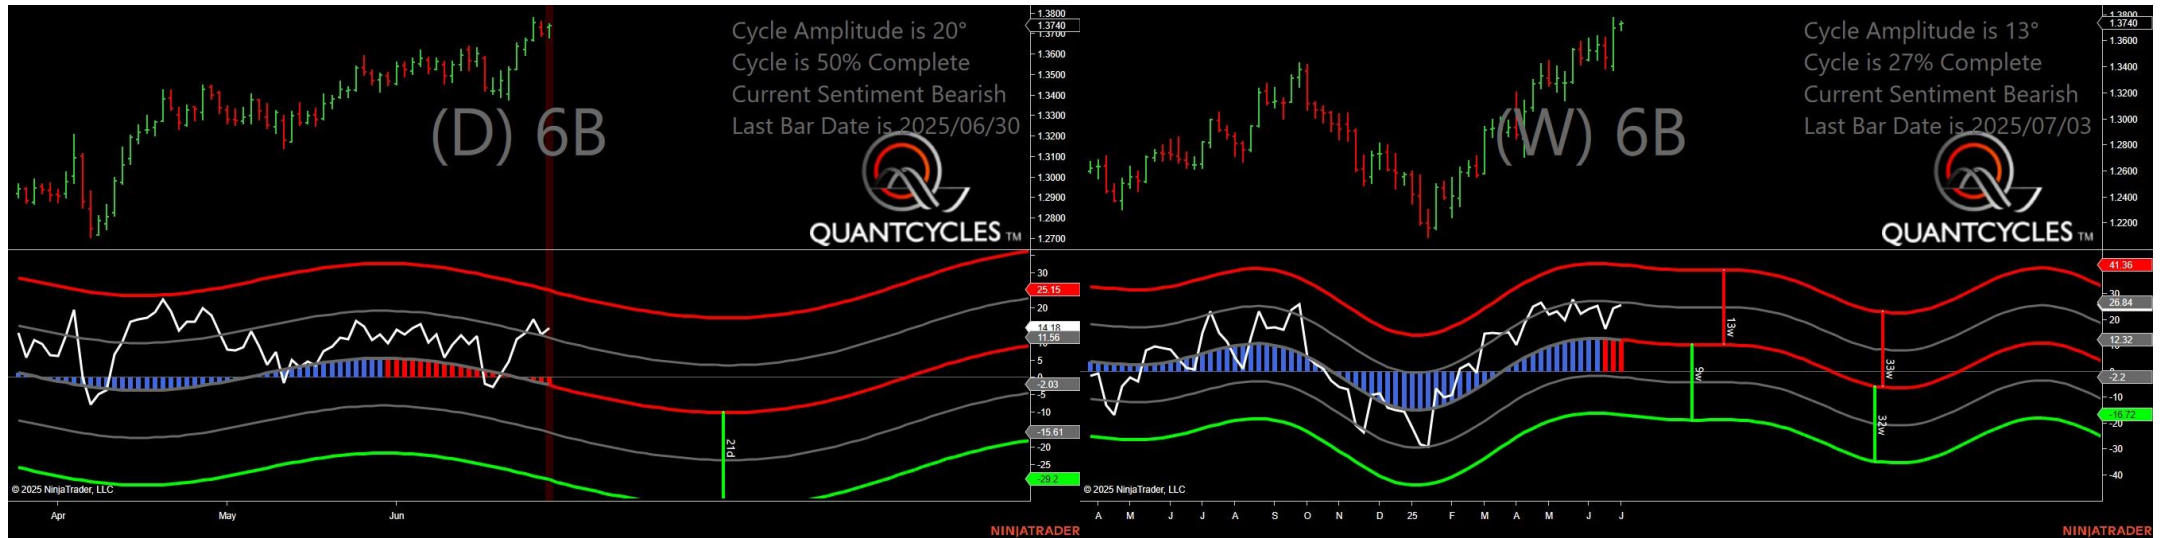 Cycle Amplitude is 20°
Cycle is 50% Complete
Current Sentiment Bearish
Last Bar Date is 2025/06/30
(D) 6B
QUANTCYCLES TM
1.3800
1.3740
1.3700
1.3600
1.3500
1.3400
1.3300
1.3200
1.3100
1.3000
1.2900
1.2800
1.2700
30
25.15
20
14.18
11.56
10
5
0
-2.03
-5
-10
-15.61
-20
-25
-29.2
21d
© 2025 NinjaTrader, LLC
Apr May Jun
NINJATRADER
Cycle Amplitude is 13°
Cycle is 27% Complete
Current Sentiment Bearish
Last Bar Date is 2025/07/03
(W) 6B
QUANTCYCLES TM
1.3800
1.3740
1.3600
1.3400
1.3200
1.3000
1.2800
1.2600
1.2400
1.2200
41.36
30
26.84
20
12.32
10
0
-2.2
-10
-16.72
-20
-30
-40
13w
9w
33w
32w
© 2025 NinjaTrader, LLC
A M J J A S O N D 25 F M A M J J
NINJATRADER